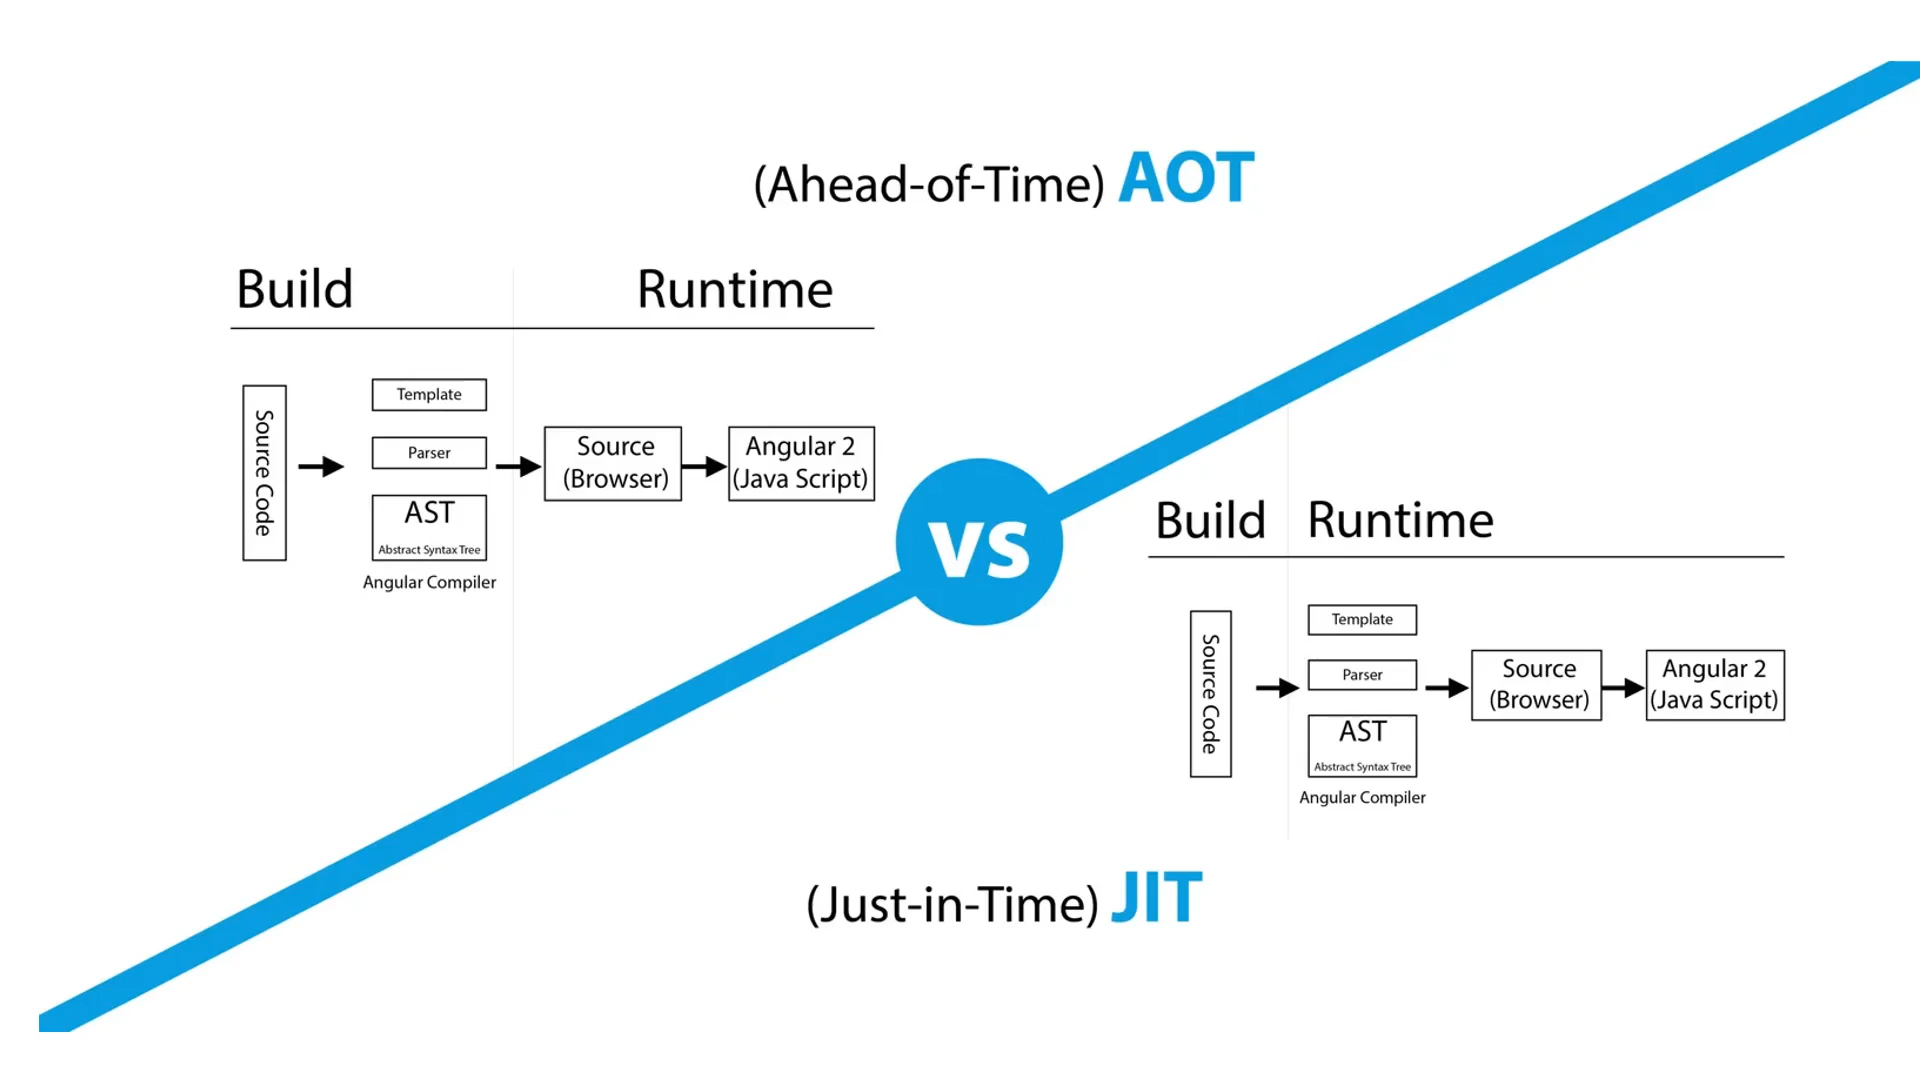 (Ahead-of-Time) AOT
Build
Runtime
Source Code
Template
Parser
AST
Abstract Syntax Tree
Angular Compiler
Source
(Browser)
Angular 2
(Java Script)
VS
Build
Runtime
Source Code
Template
Parser
AST
Abstract Syntax Tree
Angular Compiler
Source
(Browser)
Angular 2
(Java Script)
(Just-in-Time) JIT